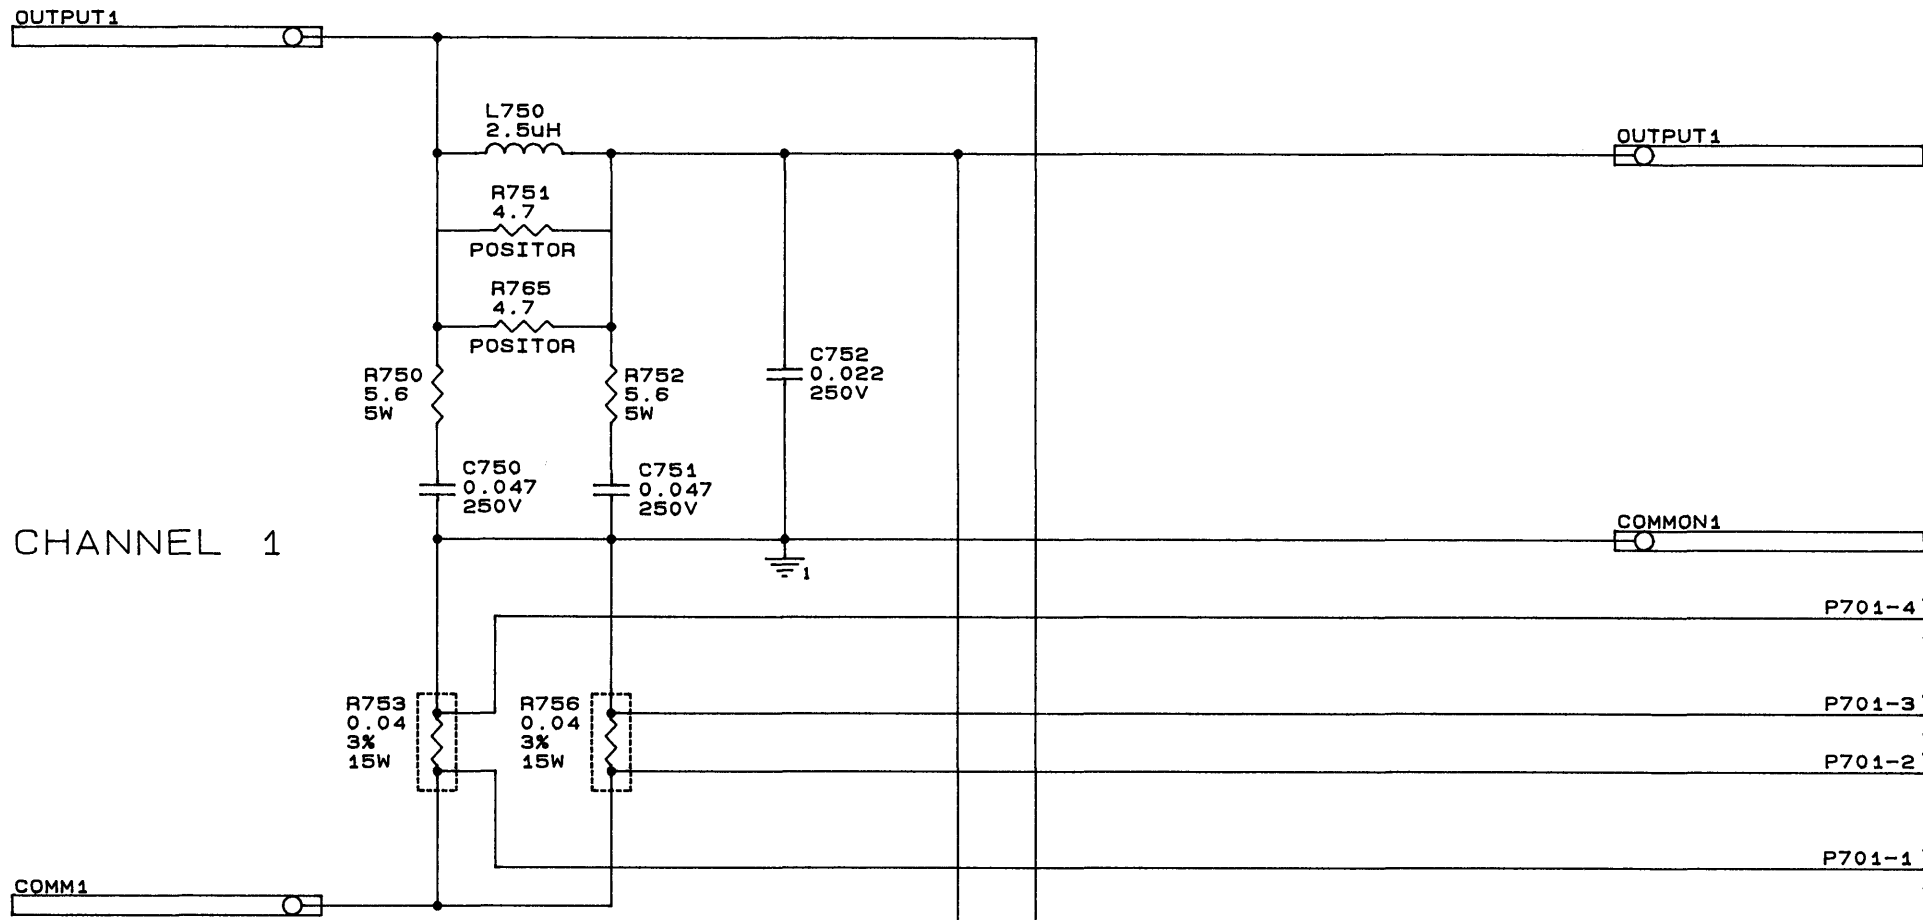 OUTPUT1
L750
2.5uH
OUTPUT1
R751
4.7
POSITOR
R765
4.7
POSITOR
R750
5.6
5W
R752
5.6
5W
C752
0.022
250V
C750
0.047
250V
C751
0.047
250V
CHANNEL 1
COMMON1
1
P701-4
R753
0.04
3%
15W
R756
0.04
3%
15W
P701-3
P701-2
P701-1
COMM1